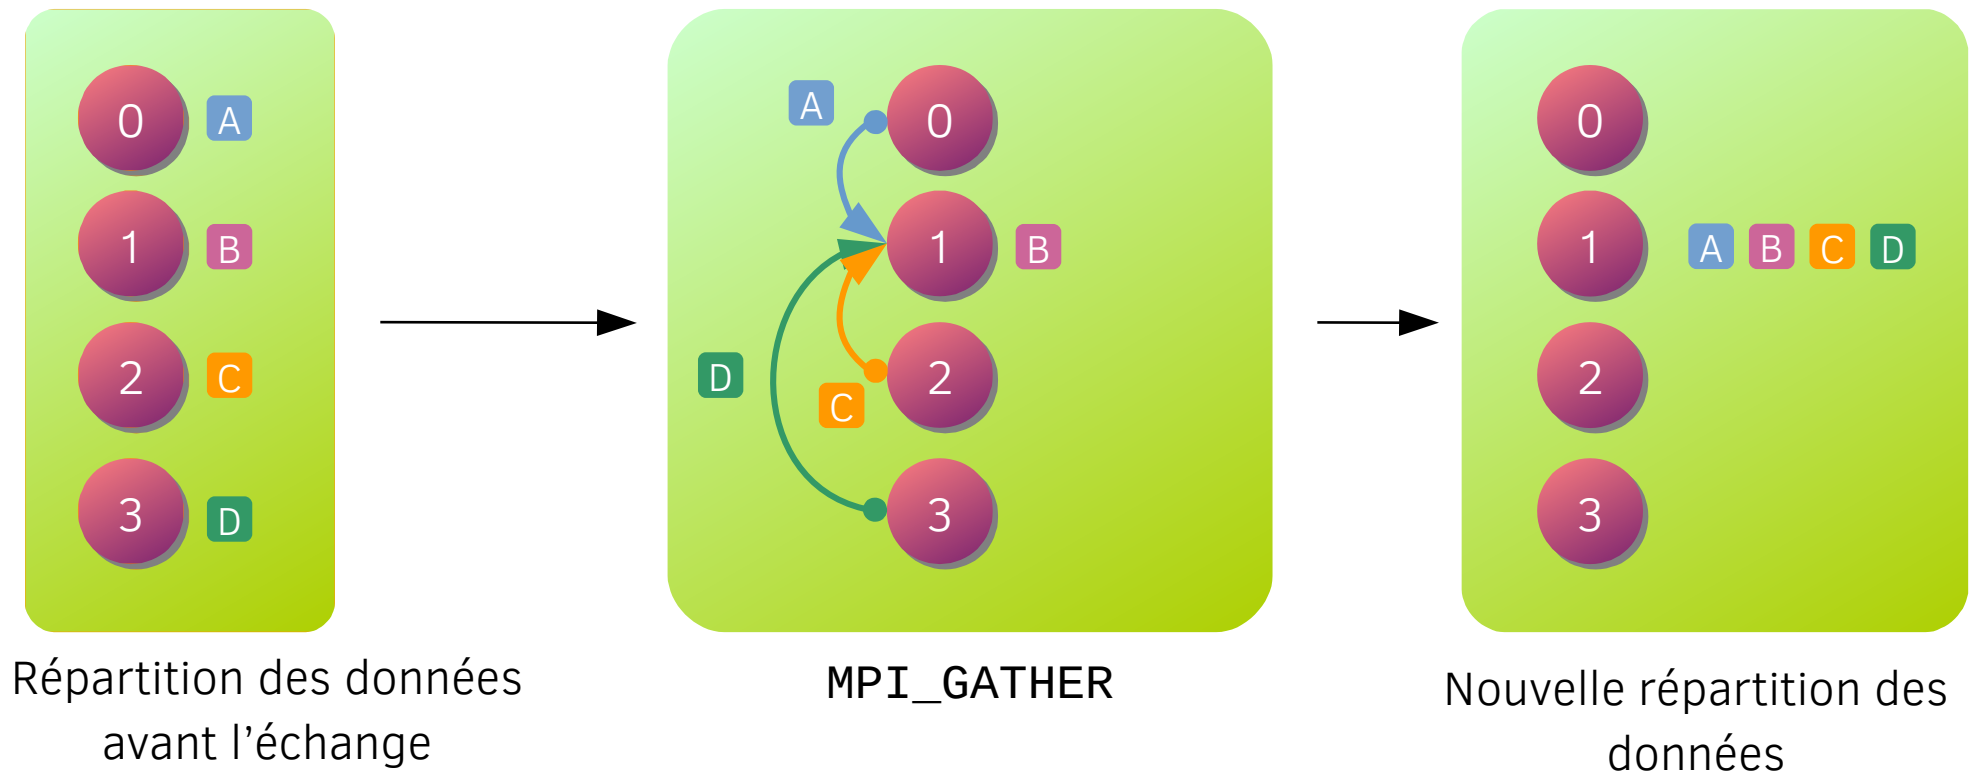 0 A
1 B
2 C
3 D
Répartition des données
avant l’échange
A 0
1 B
D C 2
3
MPI_GATHER
0
1 A B C D
2
3
Nouvelle répartition des
données